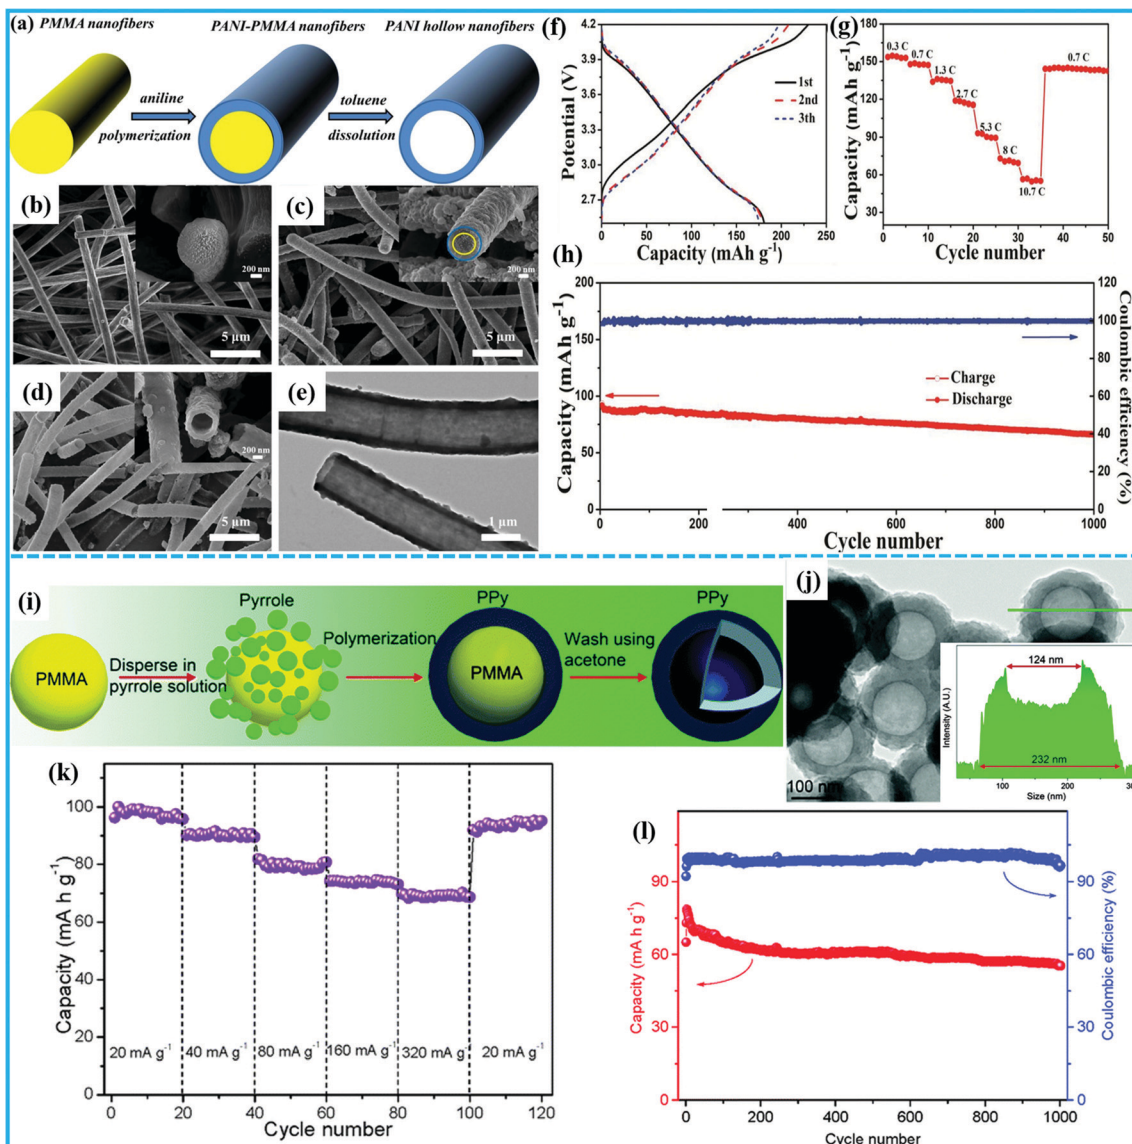 (a)
PMMA nanofibers
PANI-PMMA nanofibers
PANI hollow nanofibers
aniline
polymerization
toluene
dissolution
(b)
200 nm
5 μm
(c)
200 nm
5 μm
(d)
200 nm
5 μm
(e)
1 μm
(f)
Potential (V)
4.2
3.9
3.6
3.3
3.0
2.7
1st
2nd
3th
0 50 100 150 200 250
Capacity (mAh g⁻¹)
(g)
Capacity (mAh g⁻¹)
180
150
120
90
60
30
0.3 C
0.7 C
1.3 C
2.7 C
5.3 C
8 C
10.7 C
0.7 C
0 10 20 30 40 50
Cycle number
(h)
Capacity (mAh g⁻¹)
200
175
150
125
100
75
50
25
0
Charge
Discharge
120
100
80
60
40
20
0
Coulombic efficiency (%)
0 200 400 600 800 1000
Cycle number
(i)
PMMA
Disperse in
pyrrole solution
Pyrrole
Polymerization
PPy
PMMA
Wash using
acetone
PPy
(j)
100 nm
Intensity (A.U.)
124 nm
232 nm
100 200 30
Size (nm)
(k)
Capacity (mA h g⁻¹)
100
80
60
40
20
0
20 mA g⁻¹
40 mA g⁻¹
80 mA g⁻¹
160 mA g⁻¹
320 mA g⁻¹
20 mA g⁻¹
0 20 40 60 80 100 120
Cycle number
(l)
Capacity (mA h g⁻¹)
90
60
30
0
90
60
30
0
Coulombic efficiency (%)
0 200 400 600 800 1000
Cycle number